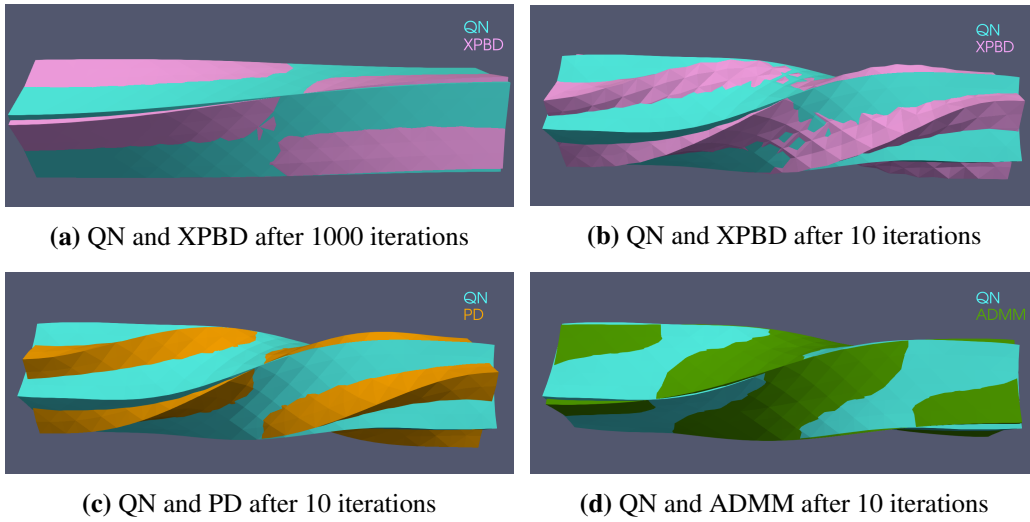 QN
XPBD
QN
XPBD
(a) QN and XPBD after 1000 iterations
(b) QN and XPBD after 10 iterations
QN
PD
QN
ADMM
(c) QN and PD after 10 iterations
(d) QN and ADMM after 10 iterations